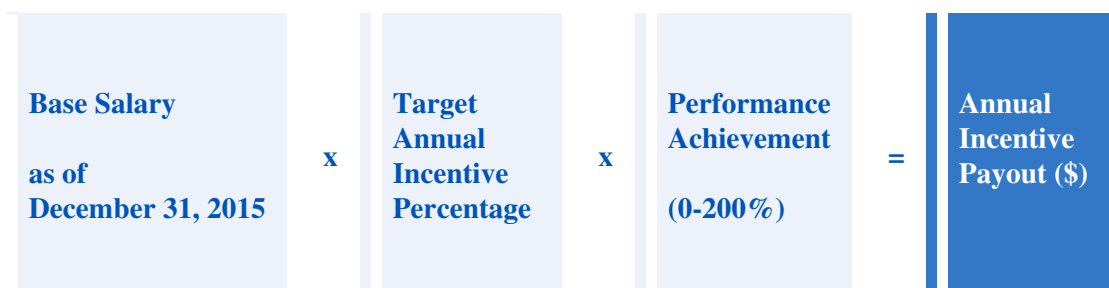 Base Salary
as of
December 31, 2015
x
Target
Annual
Incentive
Percentage
x
Performance
Achievement
(0-200%)
=
Annual
Incentive
Payout ($)